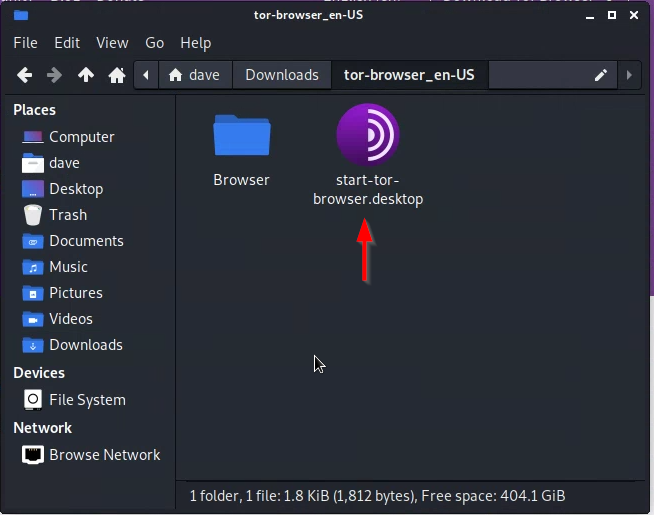 tor-browser_en-US
File Edit View Go Help
dave Downloads tor-browser_en-US
Places
Computer
dave
Desktop
Trash
Documents
Music
Pictures
Videos
Downloads
Devices
File System
Network
Browse Network
Browser
start-tor-
browser.desktop
1 folder, 1 file: 1.8 KiB (1,812 bytes), Free space: 404.1 GiB